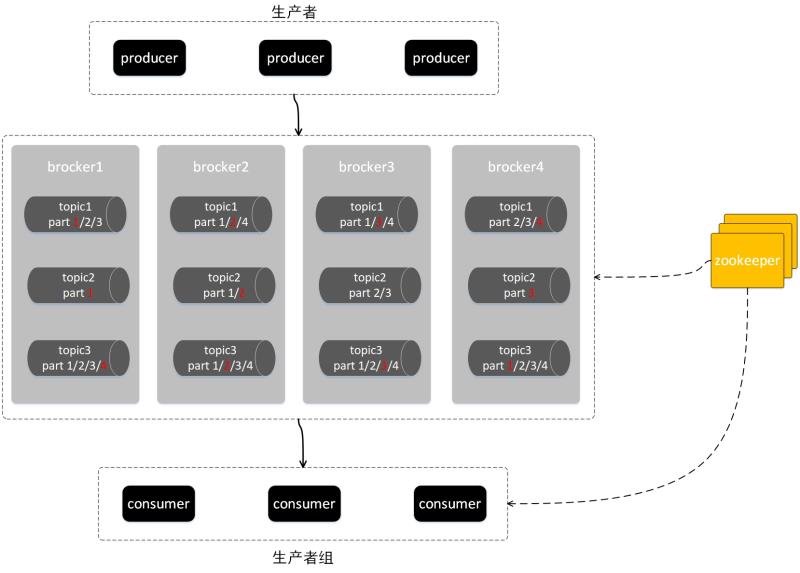 生产者
producer
producer
producer
brocker1
brocker2
brocker3
brocker4
topic1
part 1/2/3
topic1
part 1/2/4
topic1
part 1/3/4
topic1
part 2/3/4
topic2
part 1
topic2
part 1/2
topic2
part 2/3
topic2
part 3
topic3
part 1/2/3/4
topic3
part 1/2/3/4
topic3
part 1/2/3/4
topic3
part 1/2/3/4
zookeeper
consumer
consumer
consumer
生产者组